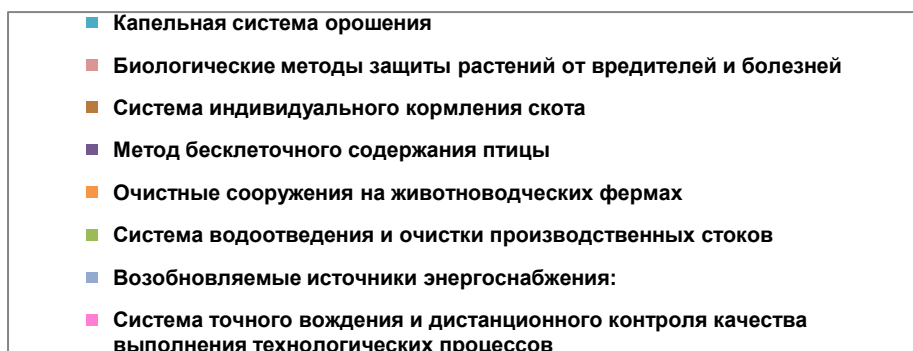 Капельная система орошения
Биологические методы защиты растений от вредителей и болезней
Система индивидуального кормления скота
Метод бесклеточного содержания птицы
Очистные сооружения на животноводческих фермах
Система водоотведения и очистки производственных стоков
Возобновляемые источники энергоснабжения:
Система точного вождения и дистанционного контроля качества
выполнения технологических процессов